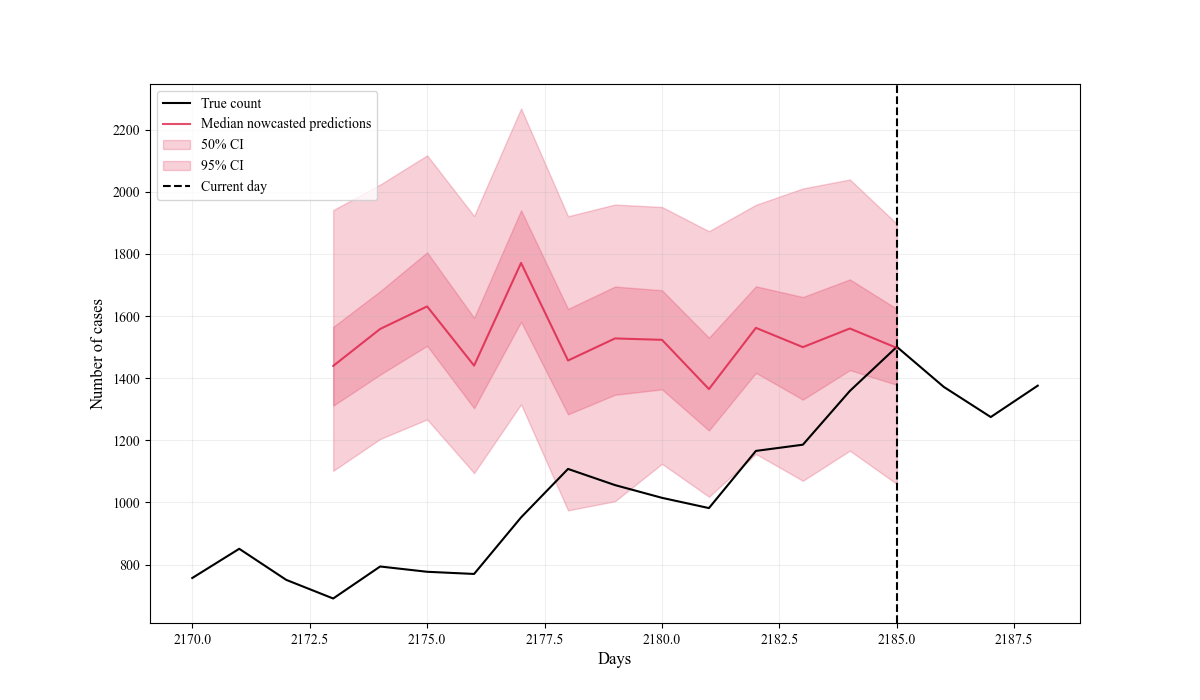 True count
Median nowcasted predictions
50% CI
95% CI
Current day
2200
2000
1800
1600
1400
1200
1000
800
Number of cases
2170.0 2172.5 2175.0 2177.5 2180.0 2182.5 2185.0 2187.5
Days